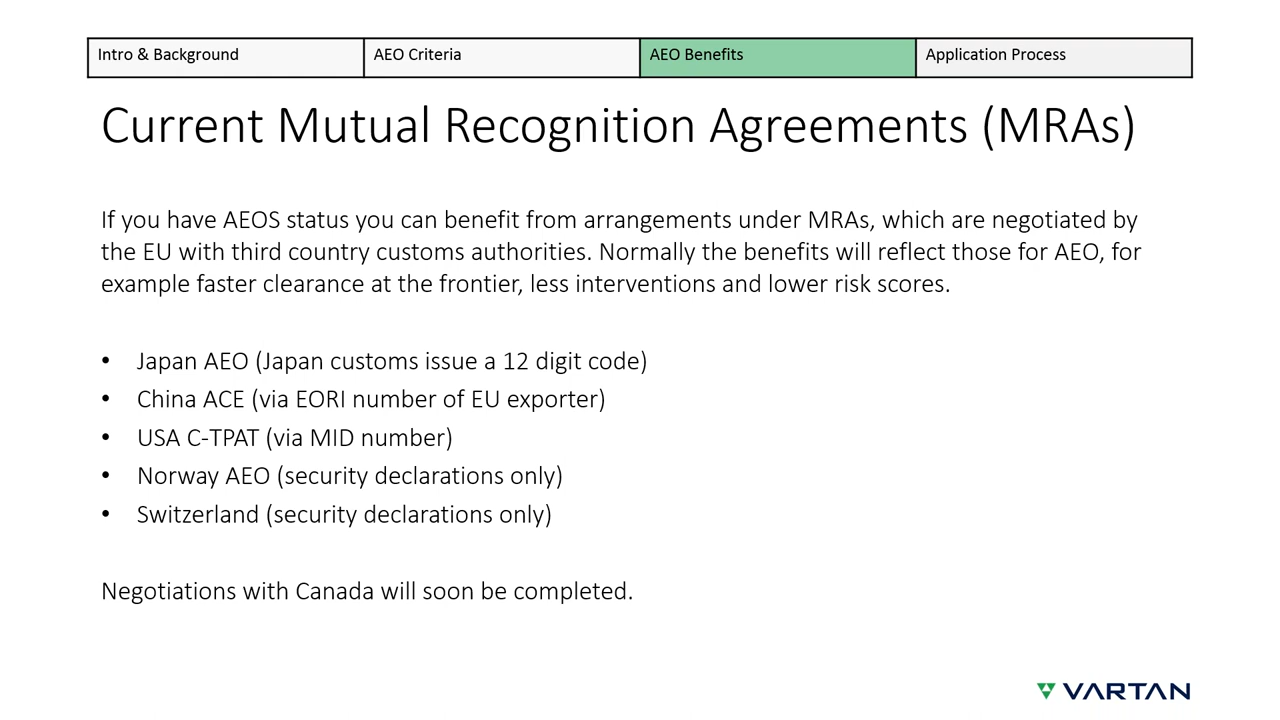 Intro & Background
AEO Criteria
AEO Benefits
Application Process
Current Mutual Recognition Agreements (MRAs)
If you have AEOS status you can benefit from arrangements under MRAs, which are negotiated by
the EU with third country customs authorities. Normally the benefits will reflect those for AEO, for
example faster clearance at the frontier, less interventions and lower risk scores.
• Japan AEO (Japan customs issue a 12 digit code)
• China ACE (via EORI number of EU exporter)
• USA C-TPAT (via MID number)
• Norway AEO (security declarations only)
• Switzerland (security declarations only)
Negotiations with Canada will soon be completed.
VARTAN